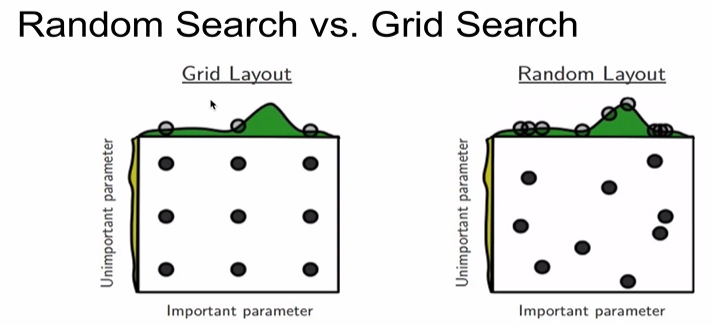 Random Search vs. Grid Search
Grid Layout
Unimportant parameter
Important parameter
Random Layout
Unimportant parameter
Important parameter